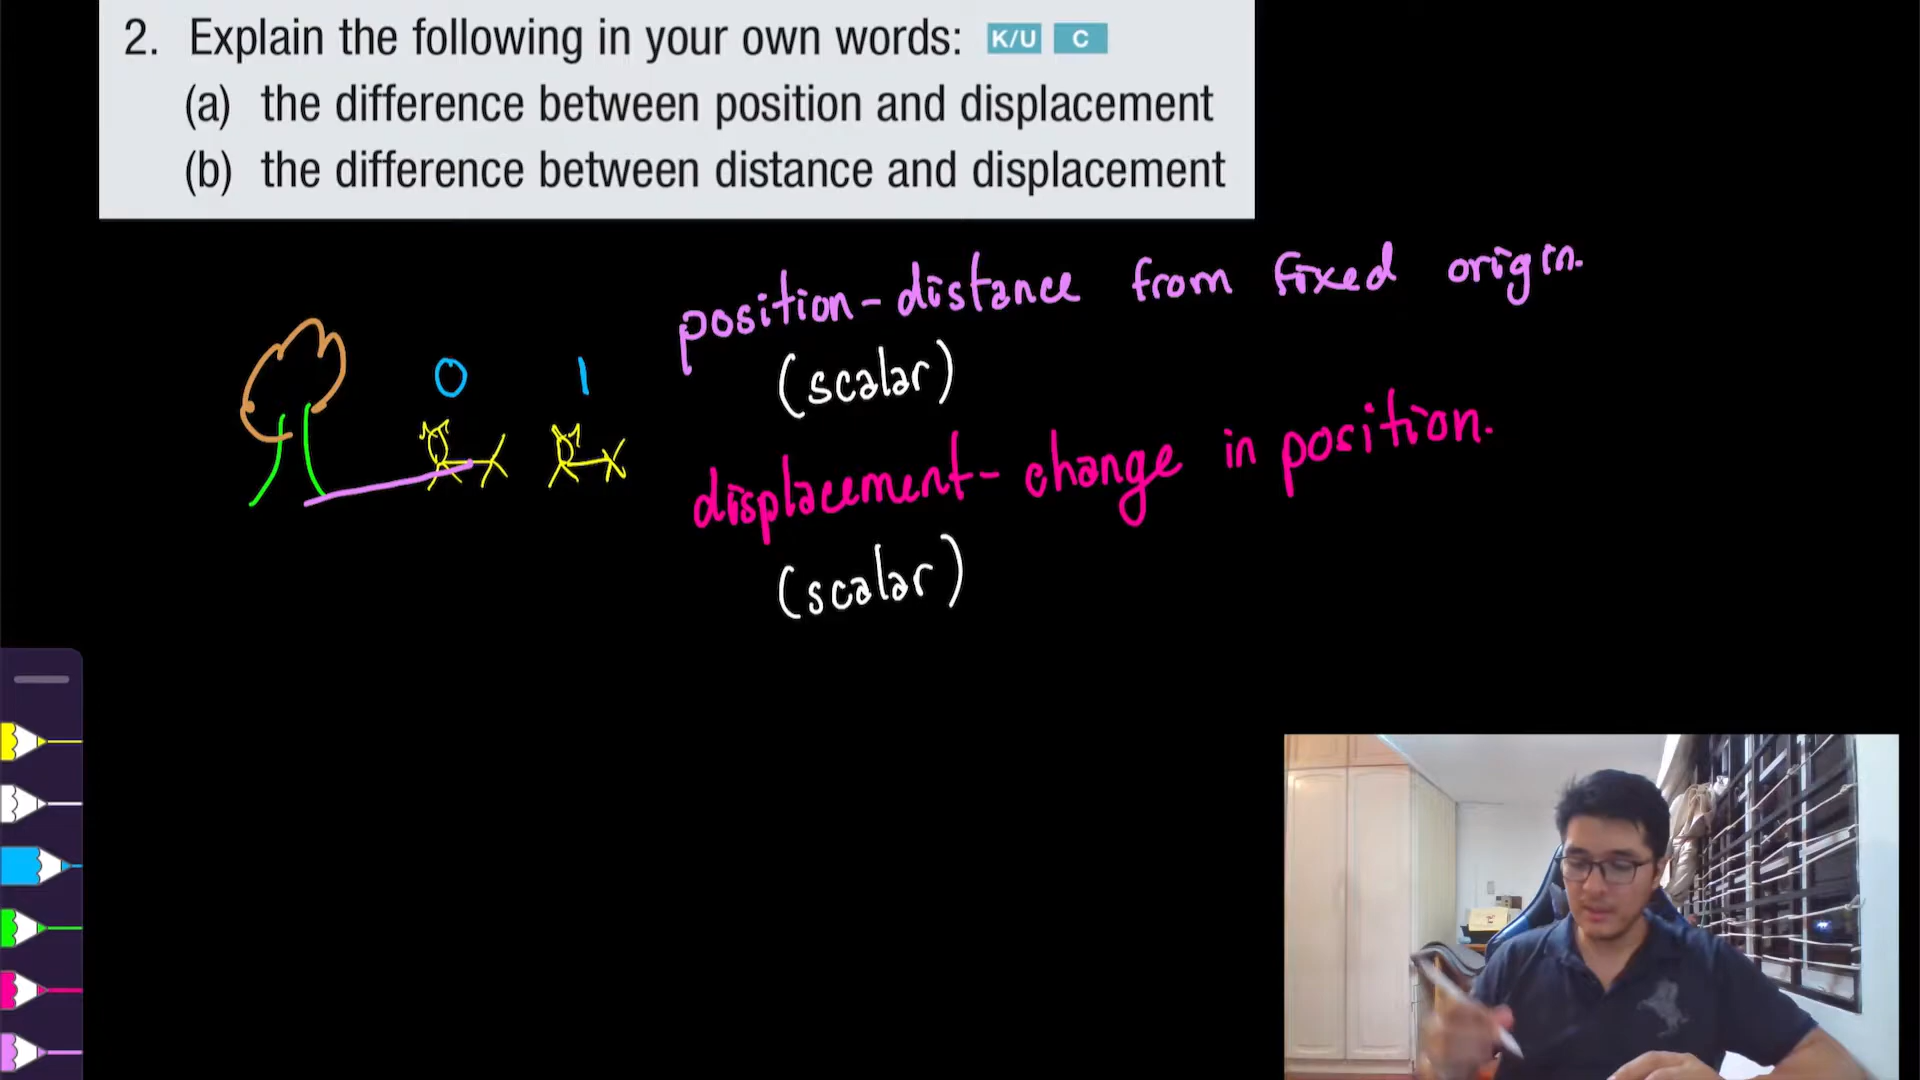 2. Explain the following in your own words: K/U C
(a) the difference between position and displacement
(b) the difference between distance and displacement
position - distance from fixed origin.
(scalar)
0 1
displacement - change in position.
(scalar)